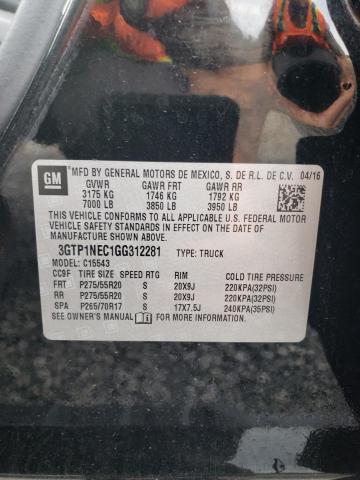 GM
MFD BY GENERAL MOTORS DE MEXICO, S. DE R.L. DE C.V. 04/16
GVWR GAWR FRT GAWR RR
3175 KG 1746 KG 1792 KG
7000 LB 3850 LB 3950 LB
THIS VEHICLE CONFORMS TO ALL APPLICABLE U.S. FEDERAL MOTOR
VEHICLE SAFETY STANDARDS IN EFFECT ON THE DATE OF
MANUFACTURE SHOWN ABOVE.
3GTP1NEC1GG312281 TYPE: TRUCK
MODEL: C15543
CC9F TIRE SIZE SPEED RTG RIM COLD TIRE PRESSURE
FRT P275/55R20 S 20X9J 220KPA(32PSI)
RR P275/55R20 S 20X9J 220KPA(32PSI)
SPA P265/70R17 S 17X7.5J 240KPA(35PSI)
SEE OWNER'S MANUAL FOR MORE INFORMATION.